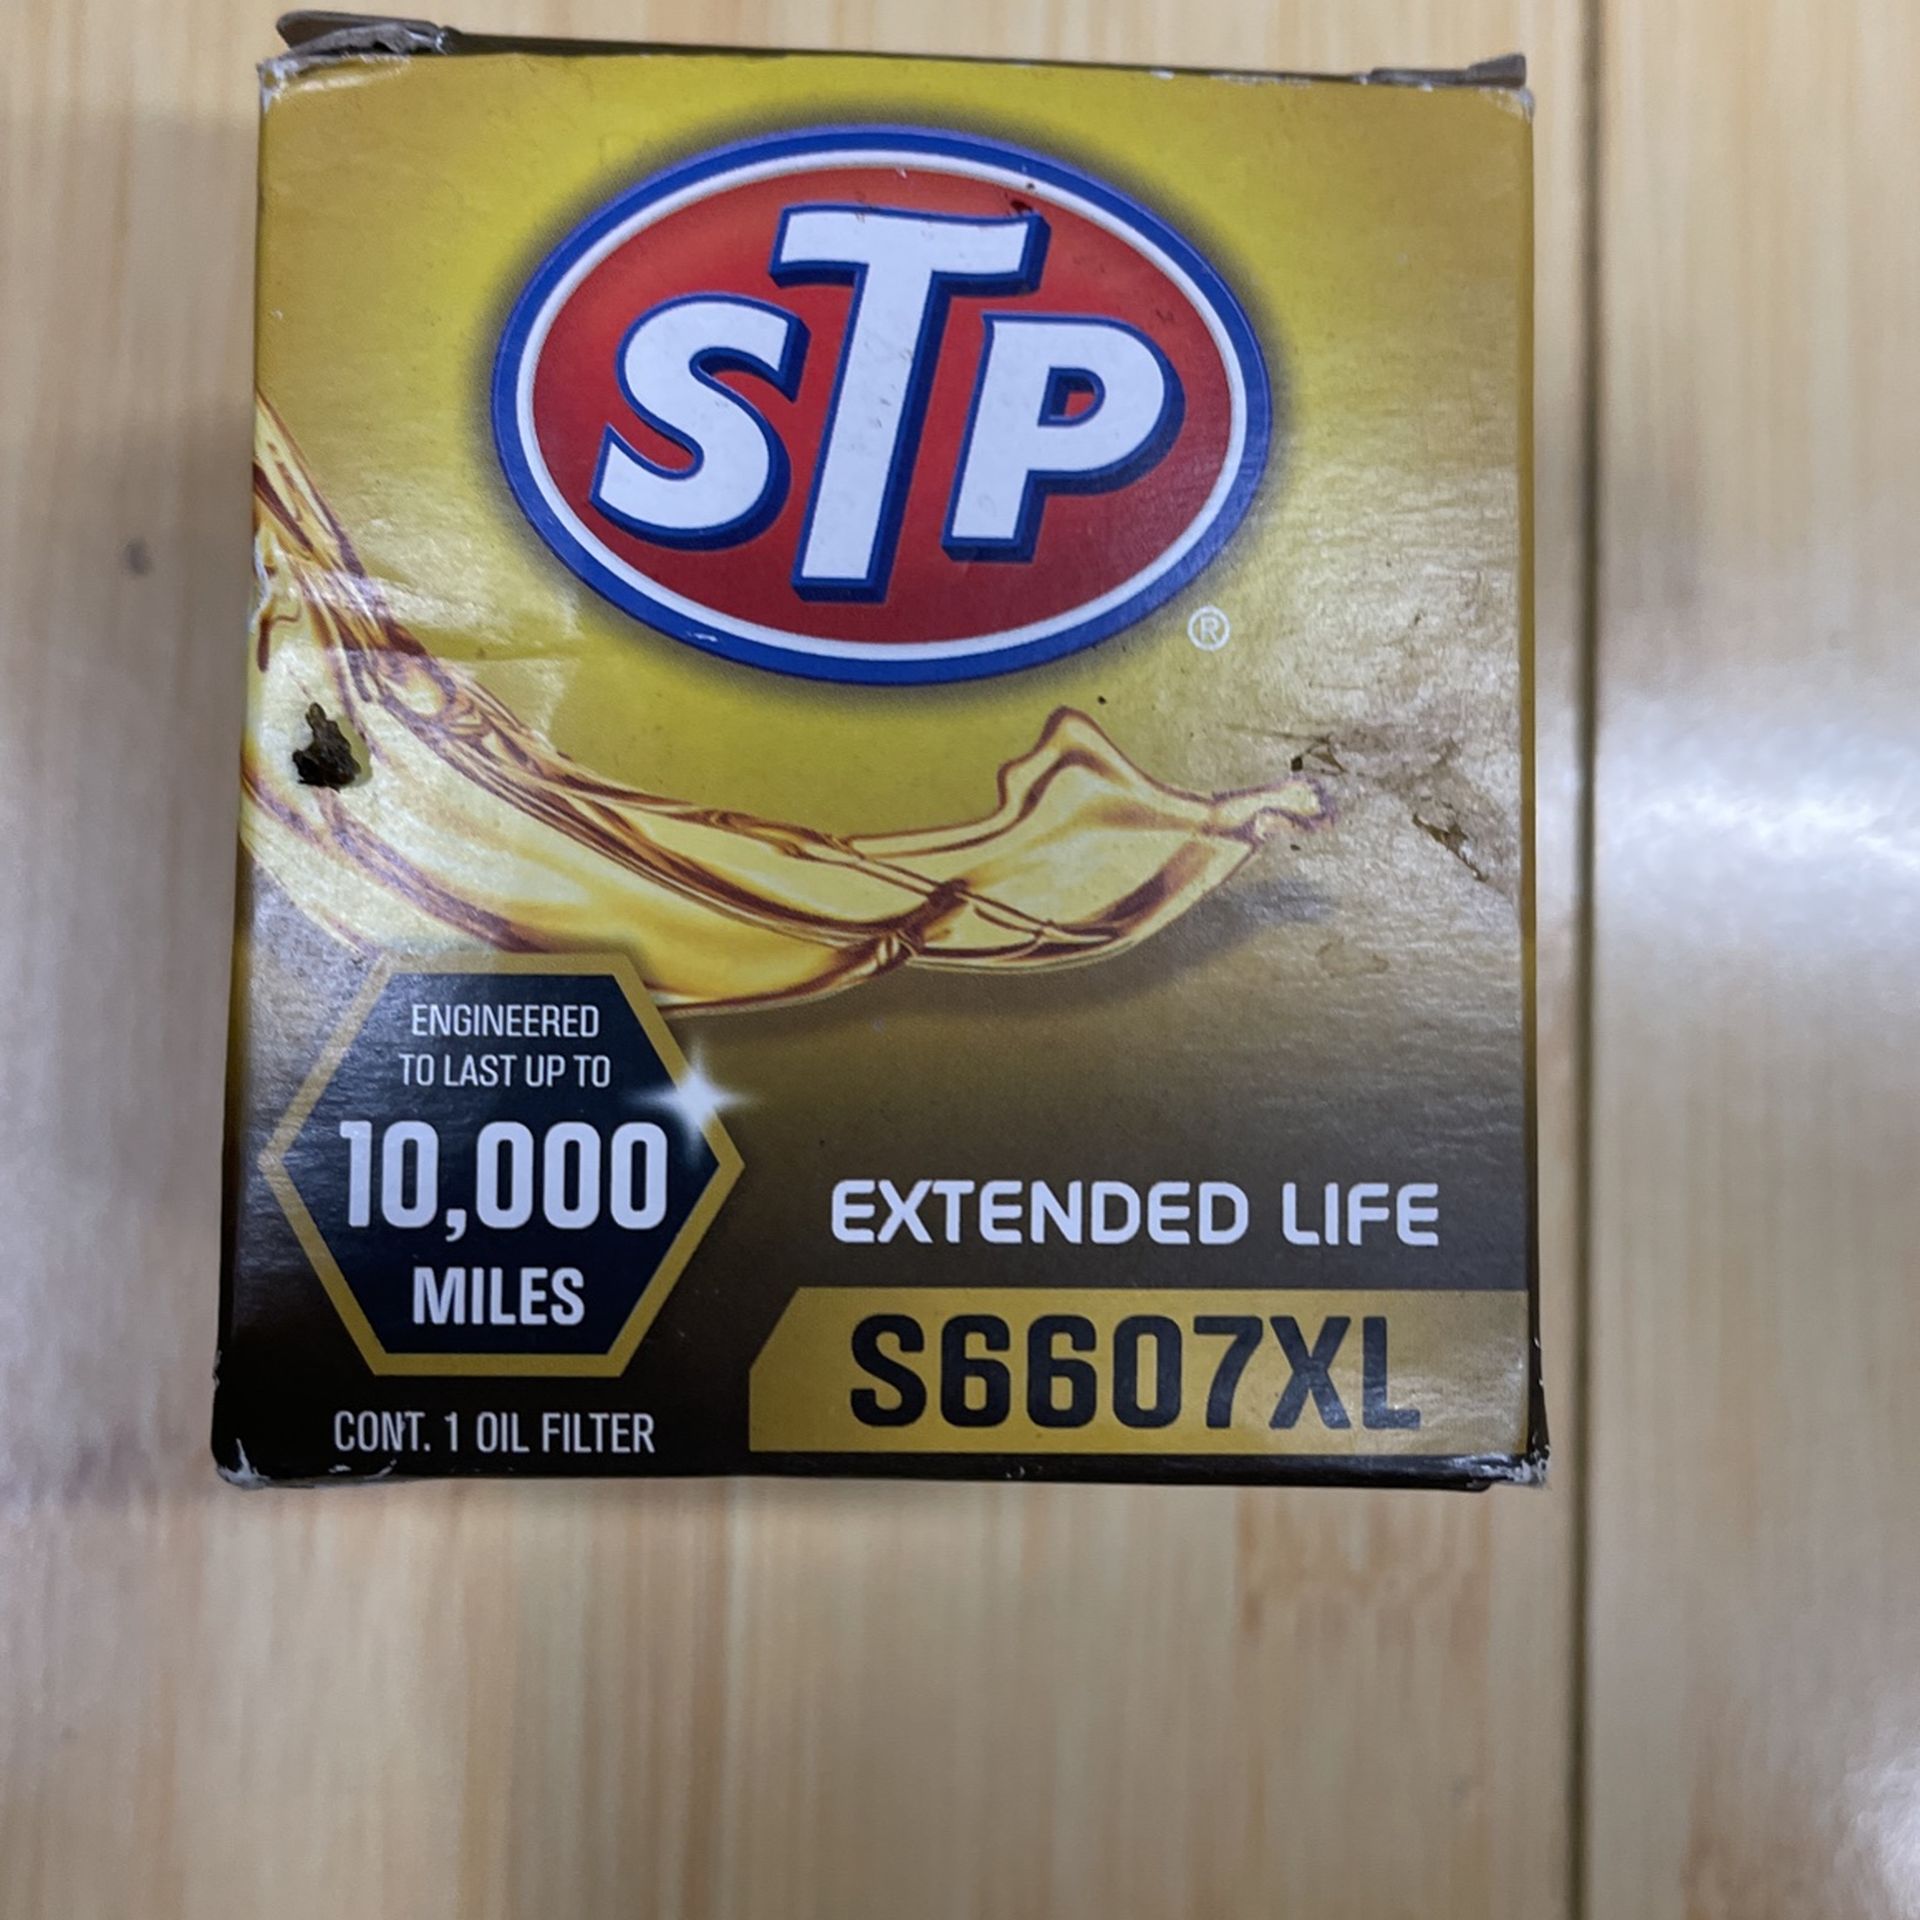 STP
®
ENGINEERED
TO LAST UP TO
10,000
MILES
EXTENDED LIFE
S6607XL
CONT. 1 OIL FILTER